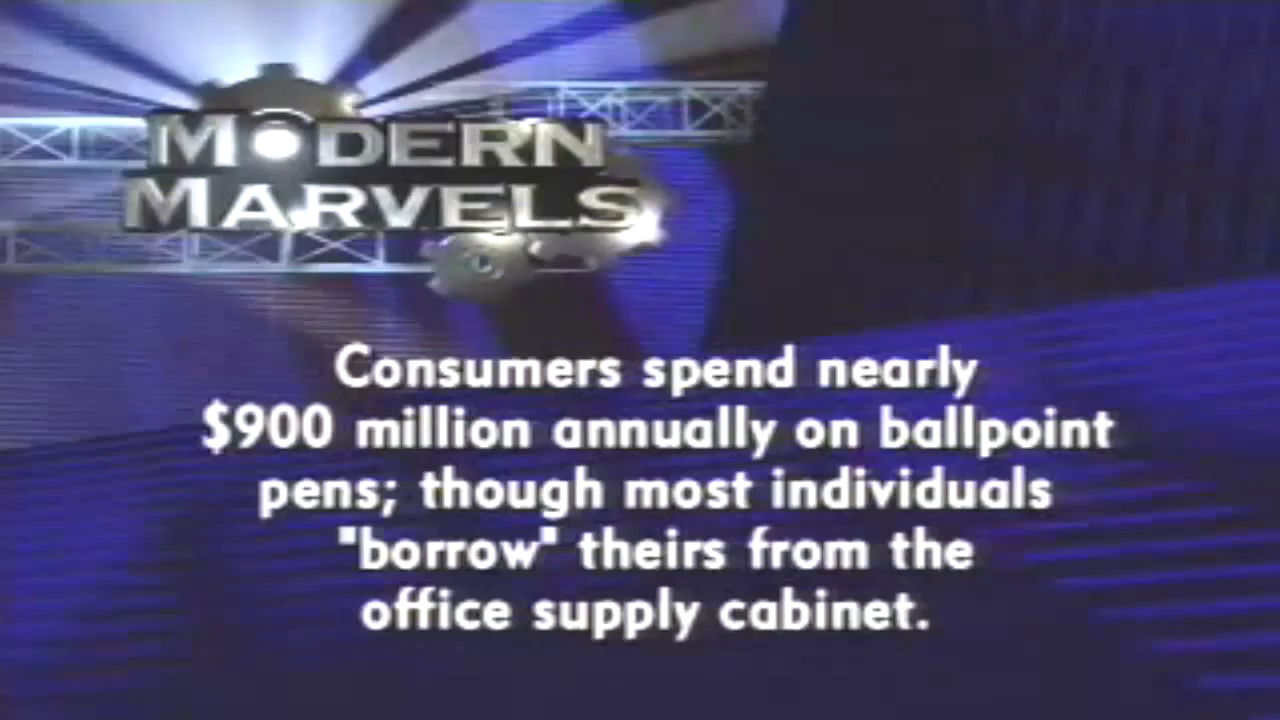 MODERN
MARVELS
Consumers spend nearly
$900 million annually on ballpoint
pens; though most individuals
"borrow" theirs from the
office supply cabinet.